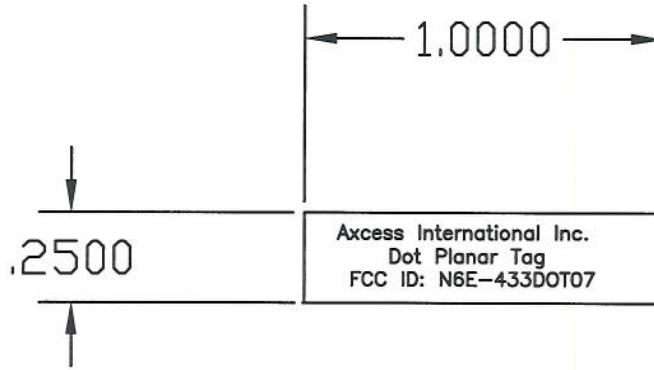 1.0000
.2500
Axcess International Inc.
Dot Planar Tag
FCC ID: N6E-433DOT07